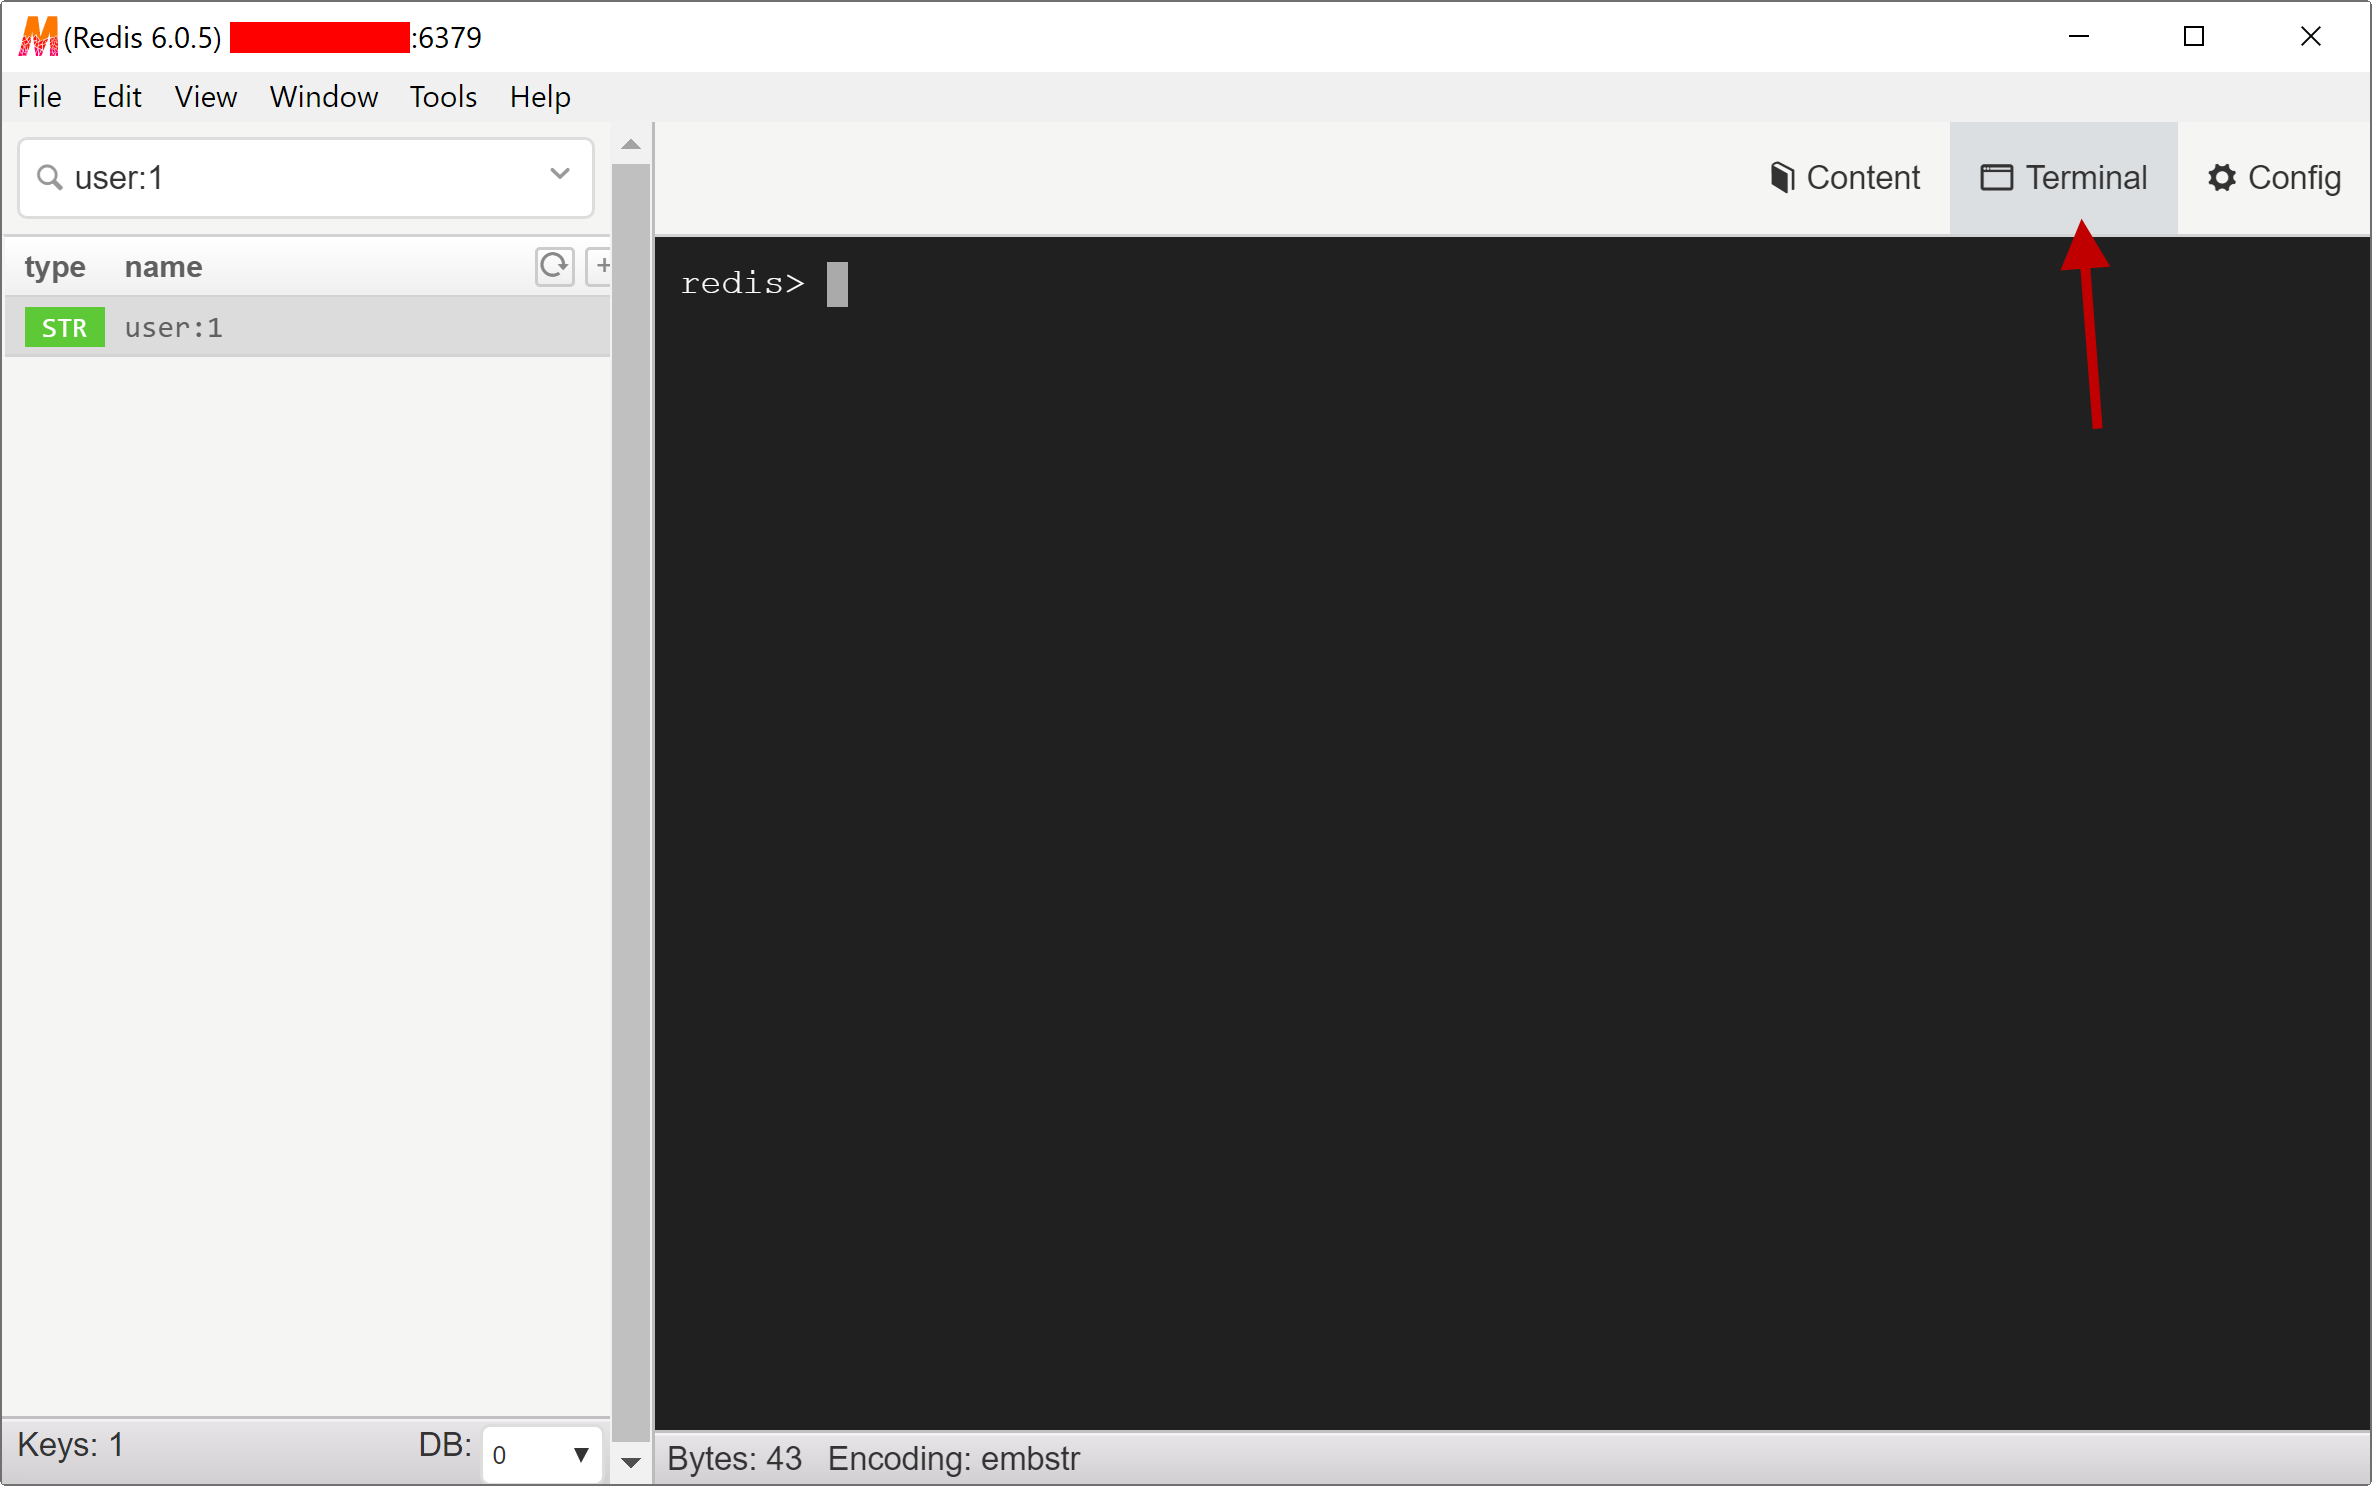 (Redis 6.0.5) :6379
File Edit View Window Tools Help
user:1
Content Terminal Config
type name
STR user:1
redis>
Keys: 1 DB: 0
Bytes: 43 Encoding: embstr